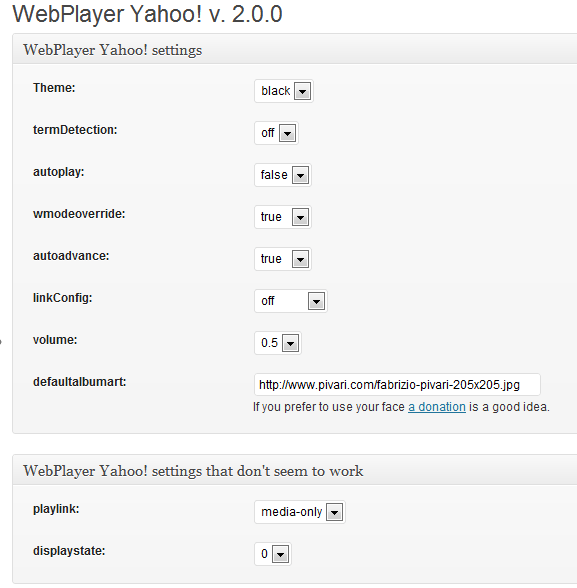 WebPlayer Yahoo! v. 2.0.0
WebPlayer Yahoo! settings
Theme: black
termDetection: off
autoplay: false
wmodeoverride: true
autoadvance: true
linkConfig: off
volume: 0.5
defaultalbumart: http://www.pivari.com/fabrizio-pivari-205x205.jpg
If you prefer to use your face a donation is a good idea.
WebPlayer Yahoo! settings that don't seem to work
playlink: media-only
displaystate: 0